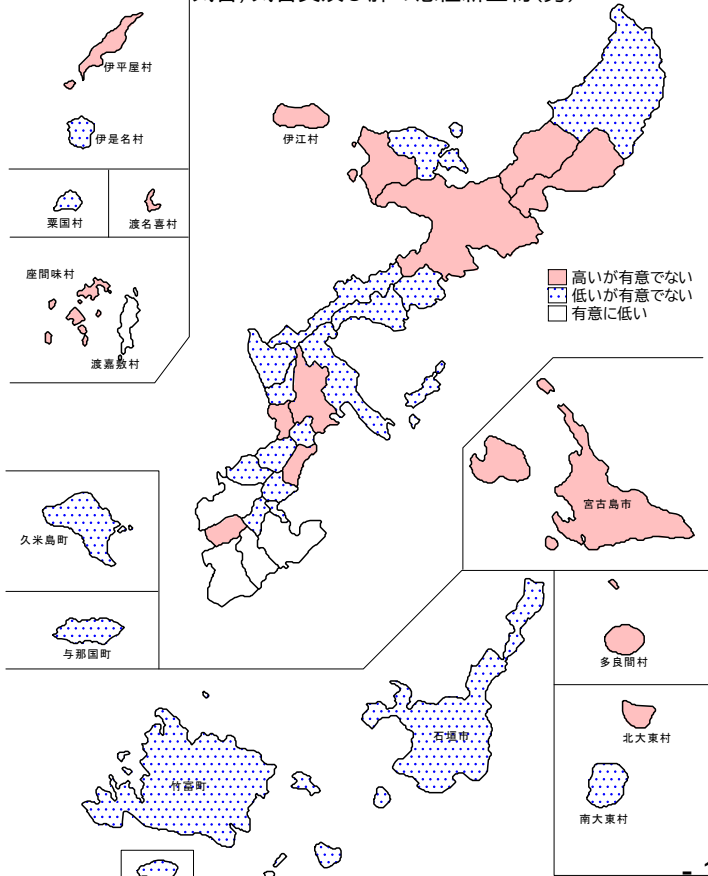 伊平屋村
伊是名村
伊江村
粟国村
渡名喜村
座間味村
渡嘉敷村
高いが有意でない
低いが有意でない
有意に低い
宮古島市
久米島町
与那国町
多良間村
石垣市
北大東村
竹富町
南大東村